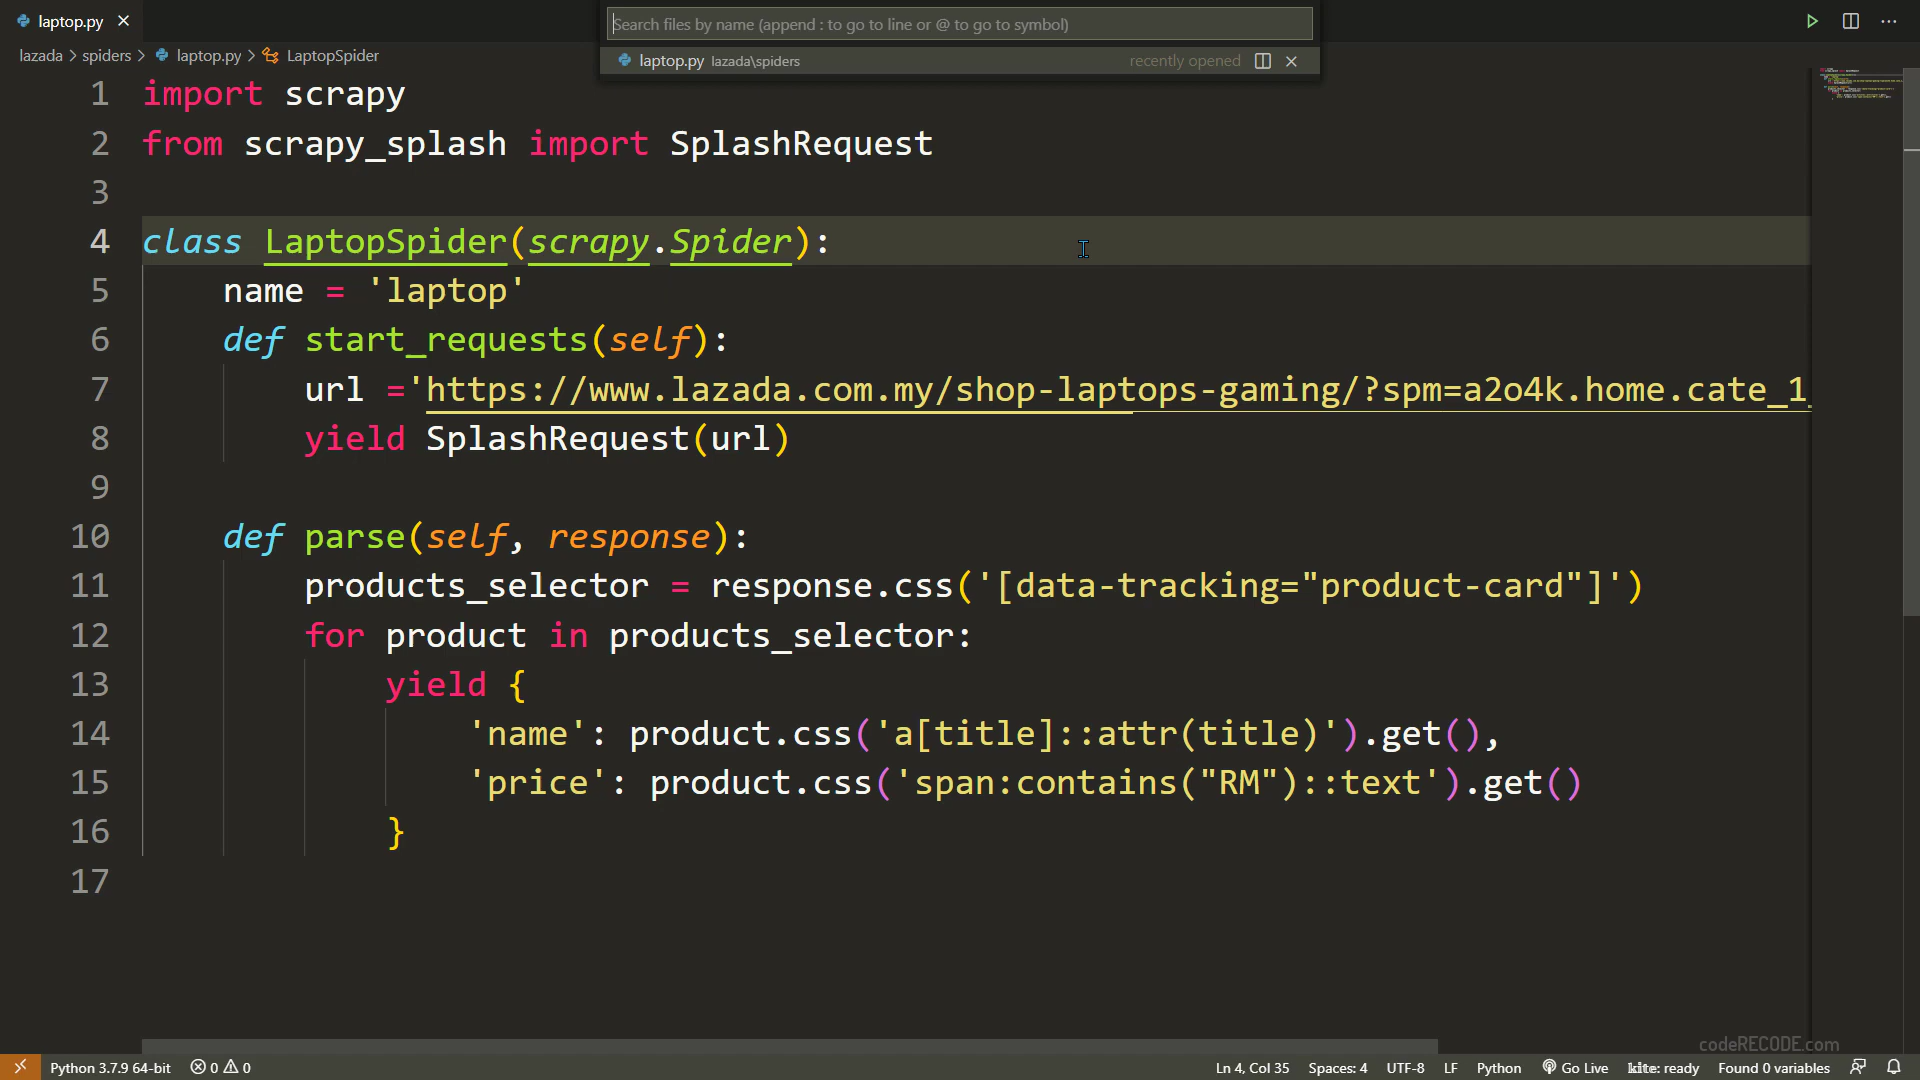 laptop.py
Search files by name (append : to go to line or @ to go to symbol)
laptop.py lazada\spiders recently opened
lazada > spiders > laptop.py > LaptopSpider
1 import scrapy
2 from scrapy_splash import SplashRequest
3
4 class LaptopSpider(scrapy.Spider):
5 name = 'laptop'
6 def start_requests(self):
7 url ='https://www.lazada.com.my/shop-laptops-gaming/?spm=a2o4k.home.cate_1_
8 yield SplashRequest(url)
9
10 def parse(self, response):
11 products_selector = response.css('[data-tracking="product-card"]')
12 for product in products_selector:
13 yield {
14 'name': product.css('a[title]::attr(title)').get(),
15 'price': product.css('span:contains("RM")::text').get()
16 }
17
codeRECODE.com
Python 3.7.9 64-bit 0 0 Ln 4, Col 35 Spaces: 4 UTF-8 LF Python Go Live kite: ready Found 0 variables